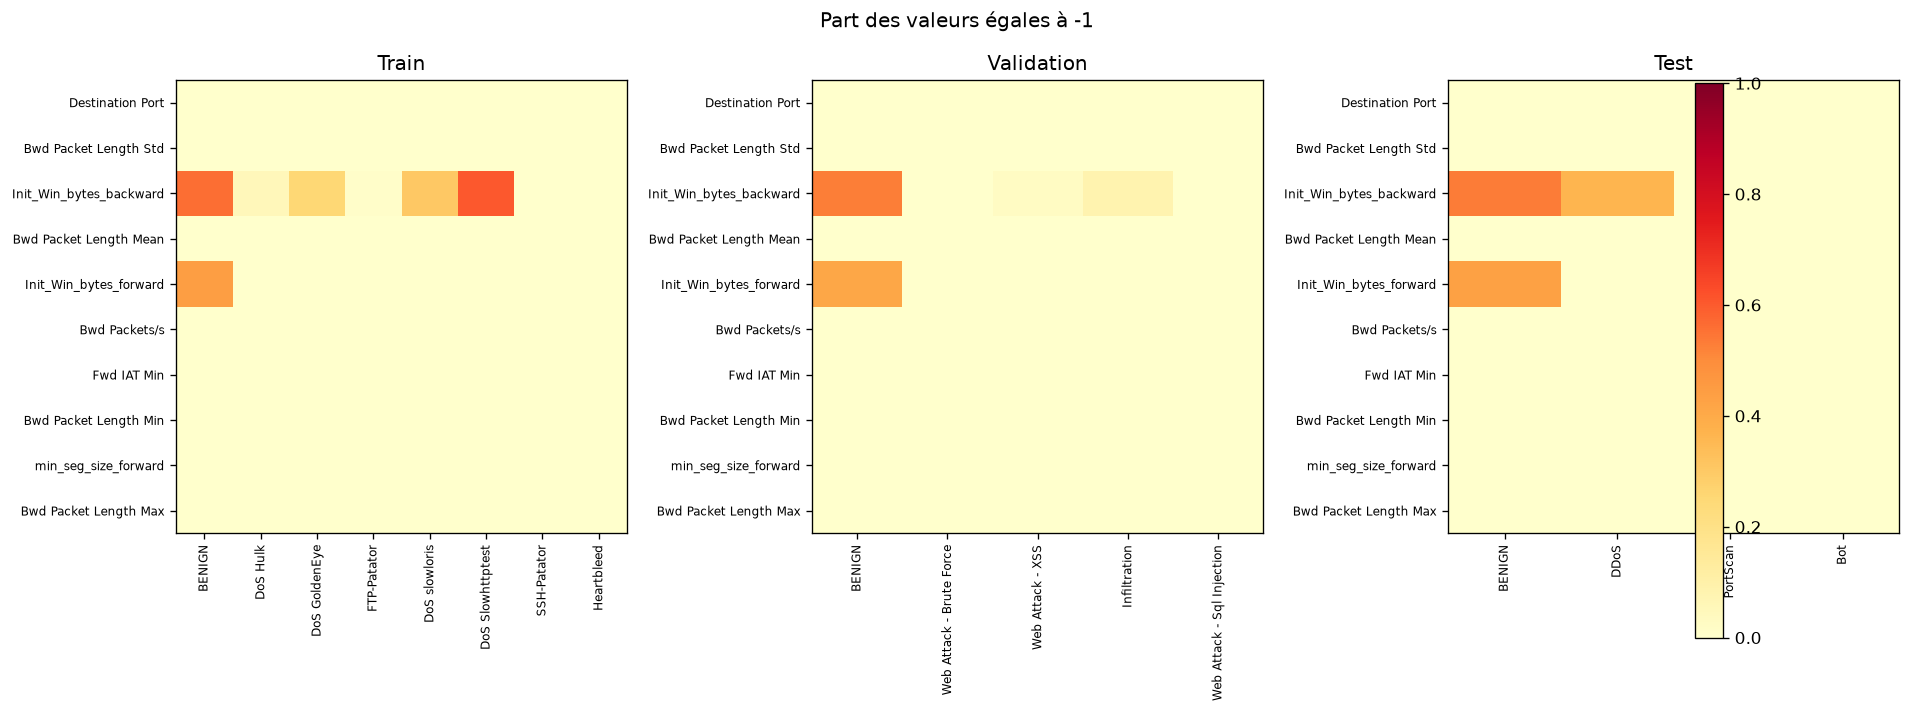 Part des valeurs égales à -1
Train
Destination Port
Bwd Packet Length Std
Init_Win_bytes_backward
Bwd Packet Length Mean
Init_Win_bytes_forward
Bwd Packets/s
Fwd IAT Min
Bwd Packet Length Min
min_seg_size_forward
Bwd Packet Length Max
BENIGN
DoS Hulk
DoS GoldenEye
FTP-Patator
DoS slowloris
DoS Slowhttptest
SSH-Patator
Heartbleed
Validation
Destination Port
Bwd Packet Length Std
Init_Win_bytes_backward
Bwd Packet Length Mean
Init_Win_bytes_forward
Bwd Packets/s
Fwd IAT Min
Bwd Packet Length Min
min_seg_size_forward
Bwd Packet Length Max
BENIGN
Web Attack - Brute Force
Web Attack - XSS
Infiltration
Web Attack - Sql Injection
Test
Destination Port
Bwd Packet Length Std
Init_Win_bytes_backward
Bwd Packet Length Mean
Init_Win_bytes_forward
Bwd Packets/s
Fwd IAT Min
Bwd Packet Length Min
min_seg_size_forward
Bwd Packet Length Max
BENIGN
DDoS
PortScan
Bot
1.0
0.8
0.6
0.4
0.2
0.0